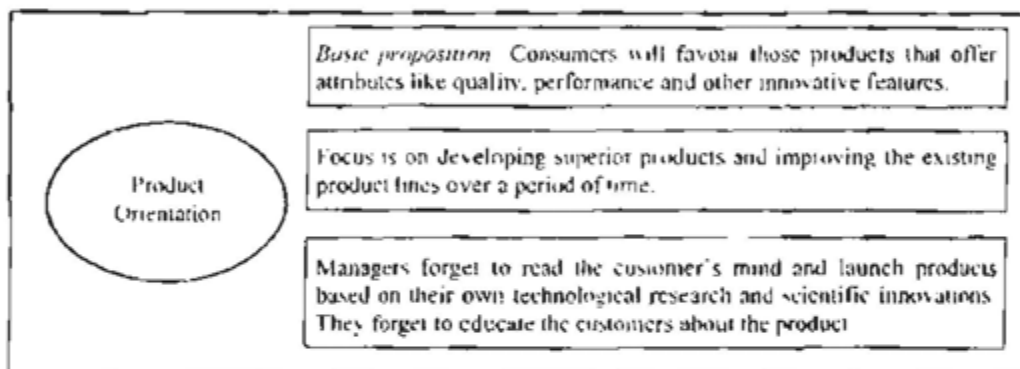 Basic proposition Consumers will favour those products that offer
attributes like quality, performance and other innovative features.
Product
Orientation
Focus is on developing superior products and improving the existing
product lines over a period of time.
Managers forget to read the customer's mind and launch products
based on their own technological research and scientific innovations.
They forget to educate the customers about the product